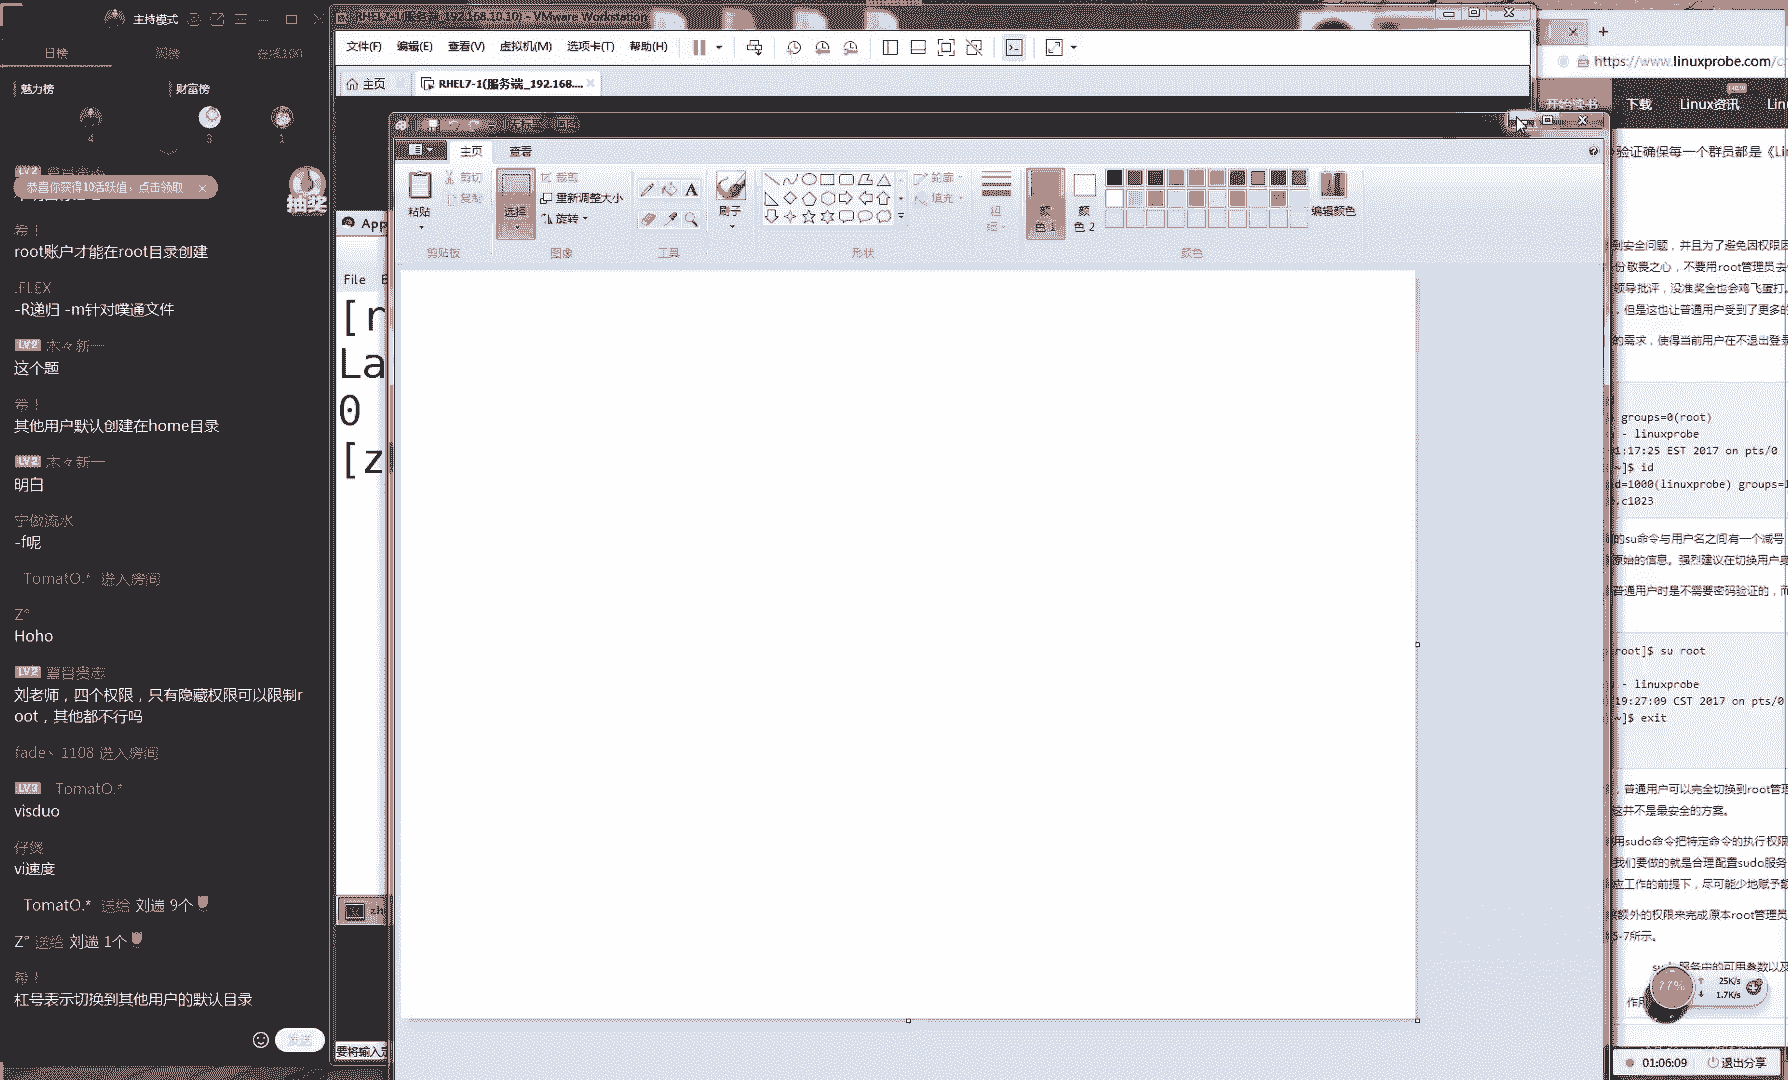 主持模式
日榜
魅力榜
财富榜
4
3
1
恭喜你获得10活跃值，点击领取
抽奖
希！
root账户才能在root目录创建
.FLEX
-R递归 -m针对噗通文件
LV2 木々新一
这个题
希！
其他用户默认创建在home目录
LV2 木々新一
明白
宁做流水
-f呢
TomatO.* 进入房间
Z°
Hoho
LV2 夏目贵志
刘老师，四个权限，只有隐藏权限可以限制r
oot，其他都不行吗
fade、1108 进入房间
LV3 TomatO.*
visduo
vi速度
TomatO.* 送给 刘遄 9个
Z° 送给 刘遄 1个
希！
杠号表示切换到其他用户的默认目录
发送
RHEL7-1(服务端_192.168.10.10) - VMware Workstation
文件(F) 编辑(E) 查看(V) 虚拟机(M) 选项卡(T) 帮助(H)
主页
RHEL7-1(服务端_192.168....
App
File
[r
La
0
[z
zh
要将输入定
主页 查看
粘贴
剪切
复制
剪贴板
选择
裁剪
重新调整大小
旋转
图像
工具
刷子
形状
轮廓
填充
粗
细
颜
色 1
颜
色 2
颜色
编辑颜色
https://www.linuxprobe.com/c
开始读书 下载 Linux资讯
验证确保每一个群员都是《Li
到安全问题，并且为了避免因权限因
份敬畏之心，不要用root管理员去
领导批评，没准奖金也会鸡飞蛋打。
，但是这也让普通用户受到了更多的
的需求，使得当前用户在不退出登录
groups=0(root)
- linuxprobe
1:17:25 EST 2017 on pts/0
~]$ id
d=1000(linuxprobe) groups=1
.c1023
的su命令与用户名之间有一个减号
原始的信息。强烈建议在切换用户身
普通用户时是不需要密码验证的，而
root]$ su root
- linuxprobe
19:27:09 CST 2017 on pts/0
~]$ exit
，普通用户可以完全切换到root管理
这并不是最安全的方案。
用sudo命令把特定命令的执行权限
我们要做的就是合理配置sudo服务
应工作的前提下，尽可能少地赋予额
额外的权限来完成原本root管理员
5-7所示。
服务中的可用参数以及
作用
77%
25K/s
1.7K/s
01:06:09
退出分享